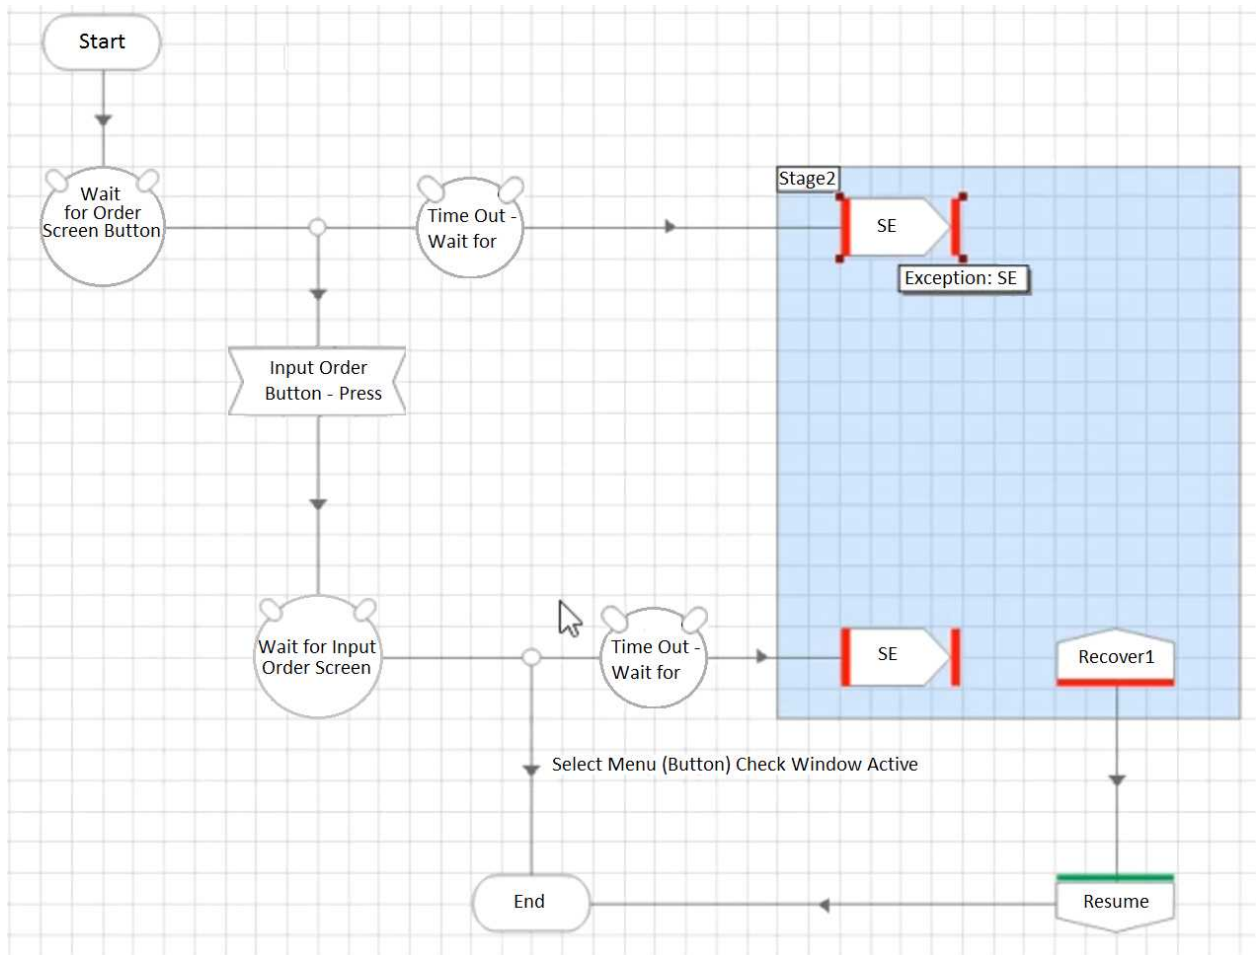 Start
Wait
for Order
Screen Button
Time Out -
Wait for
Stage2
SE
Exception: SE
Input Order
Button - Press
Wait for Input
Order Screen
Time Out -
Wait for
SE
Recover1
Select Menu (Button) Check Window Active
End
Resume